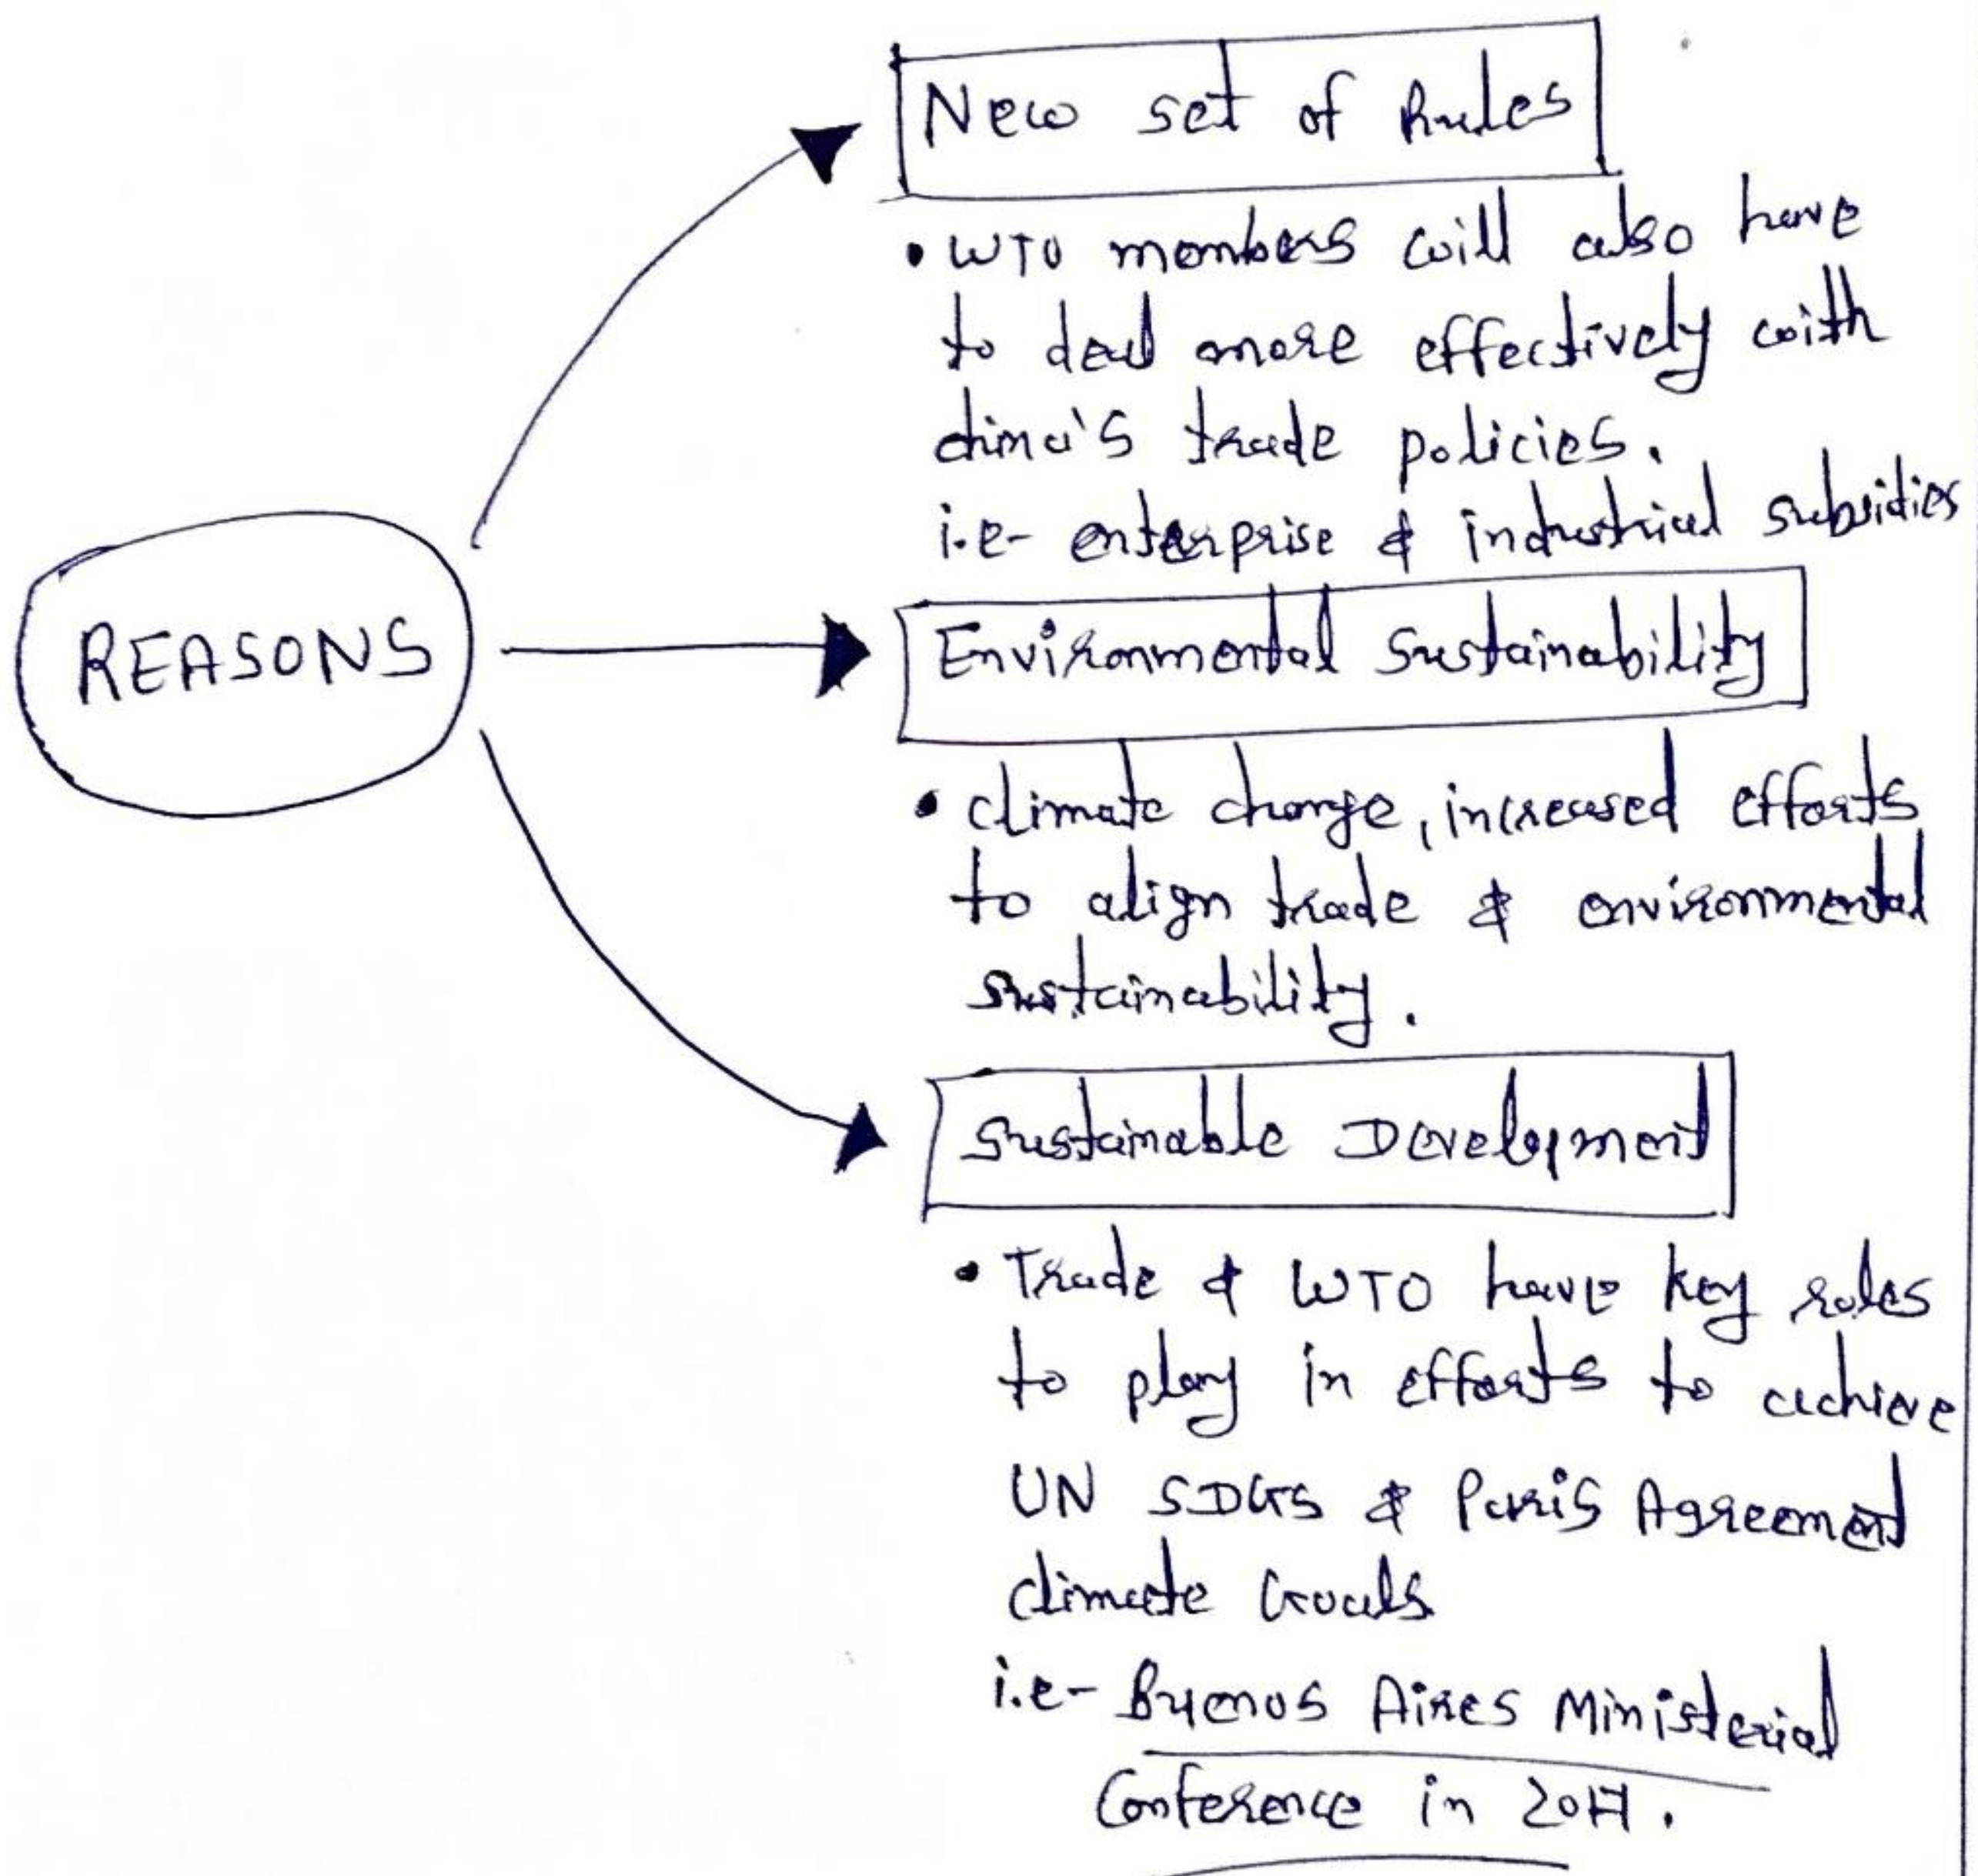 New set of Rules
• WTO members will also have
to deal more effectively with
china's trade policies.
i.e- enterprise & industrial subsidies
REASONS
Environmental Sustainability
• climate change, increased efforts
to align trade & environmental
sustainability.
Sustainable Development
• Trade & WTO have key roles
to play in efforts to achieve
UN SDGs & Paris Agreement
climate Goals
i.e- Buenos Aires Ministerial
Conference in 2017.